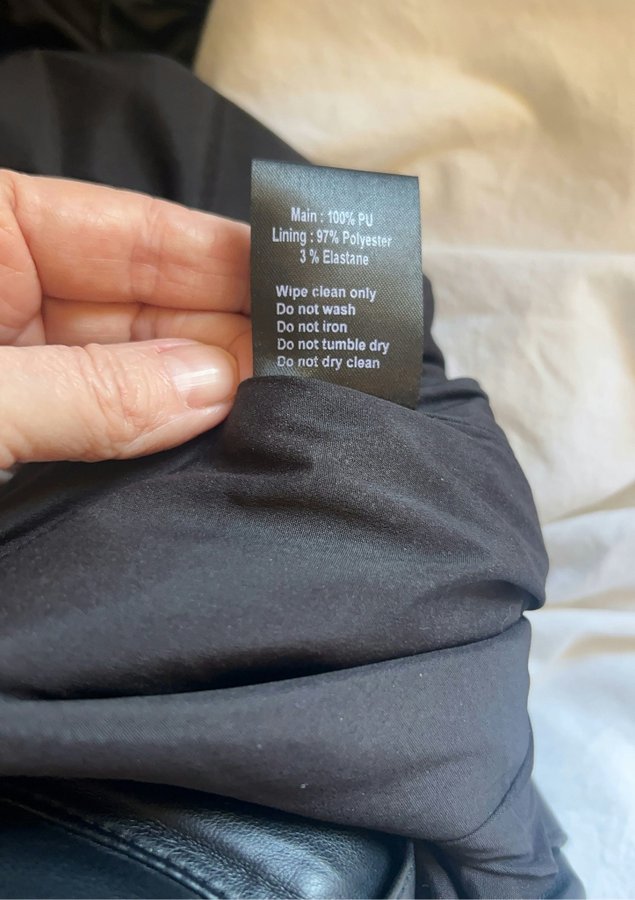 Main : 100% PU
Lining : 97% Polyester
3 % Elastane
Wipe clean only
Do not wash
Do not iron
Do not tumble dry
Do not dry clean